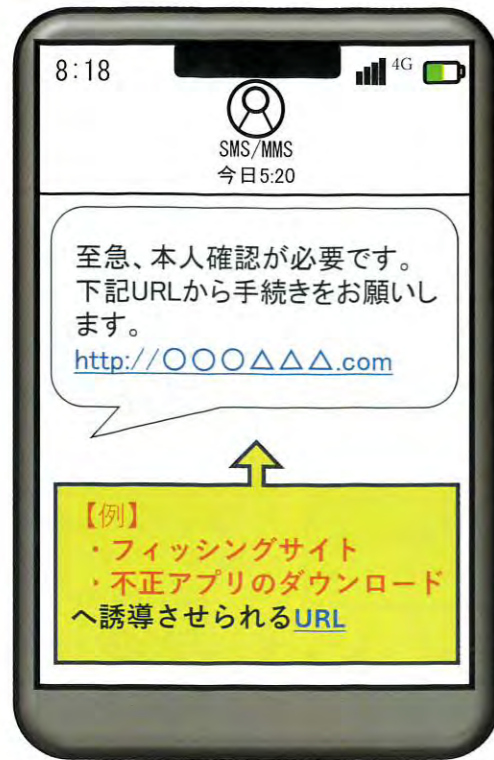 8:18
4G
SMS/MMS
今日5:20
至急、本人確認が必要です。
下記URLから手続きをお願いし
ます。
http://〇〇〇△△△.com
【例】
・フィッシングサイト
・不正アプリのダウンロード
へ誘導させられるURL